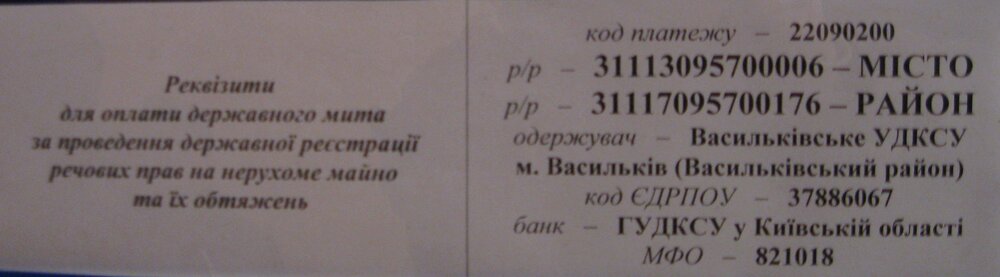 Реквізити
для оплати державного мита
за проведення державної реєстрації
речових прав на нерухоме майно
та їх обтяжень
код платежу – 22090200
р/р – 31113095700006 – МІСТО
р/р – 31117095700176 – РАЙОН
одержувач – Васильківське УДКСУ
м. Васильків (Васильківський район)
код ЄДРПОУ – 37886067
банк – ГУДКСУ у Київській області
МФО – 821018